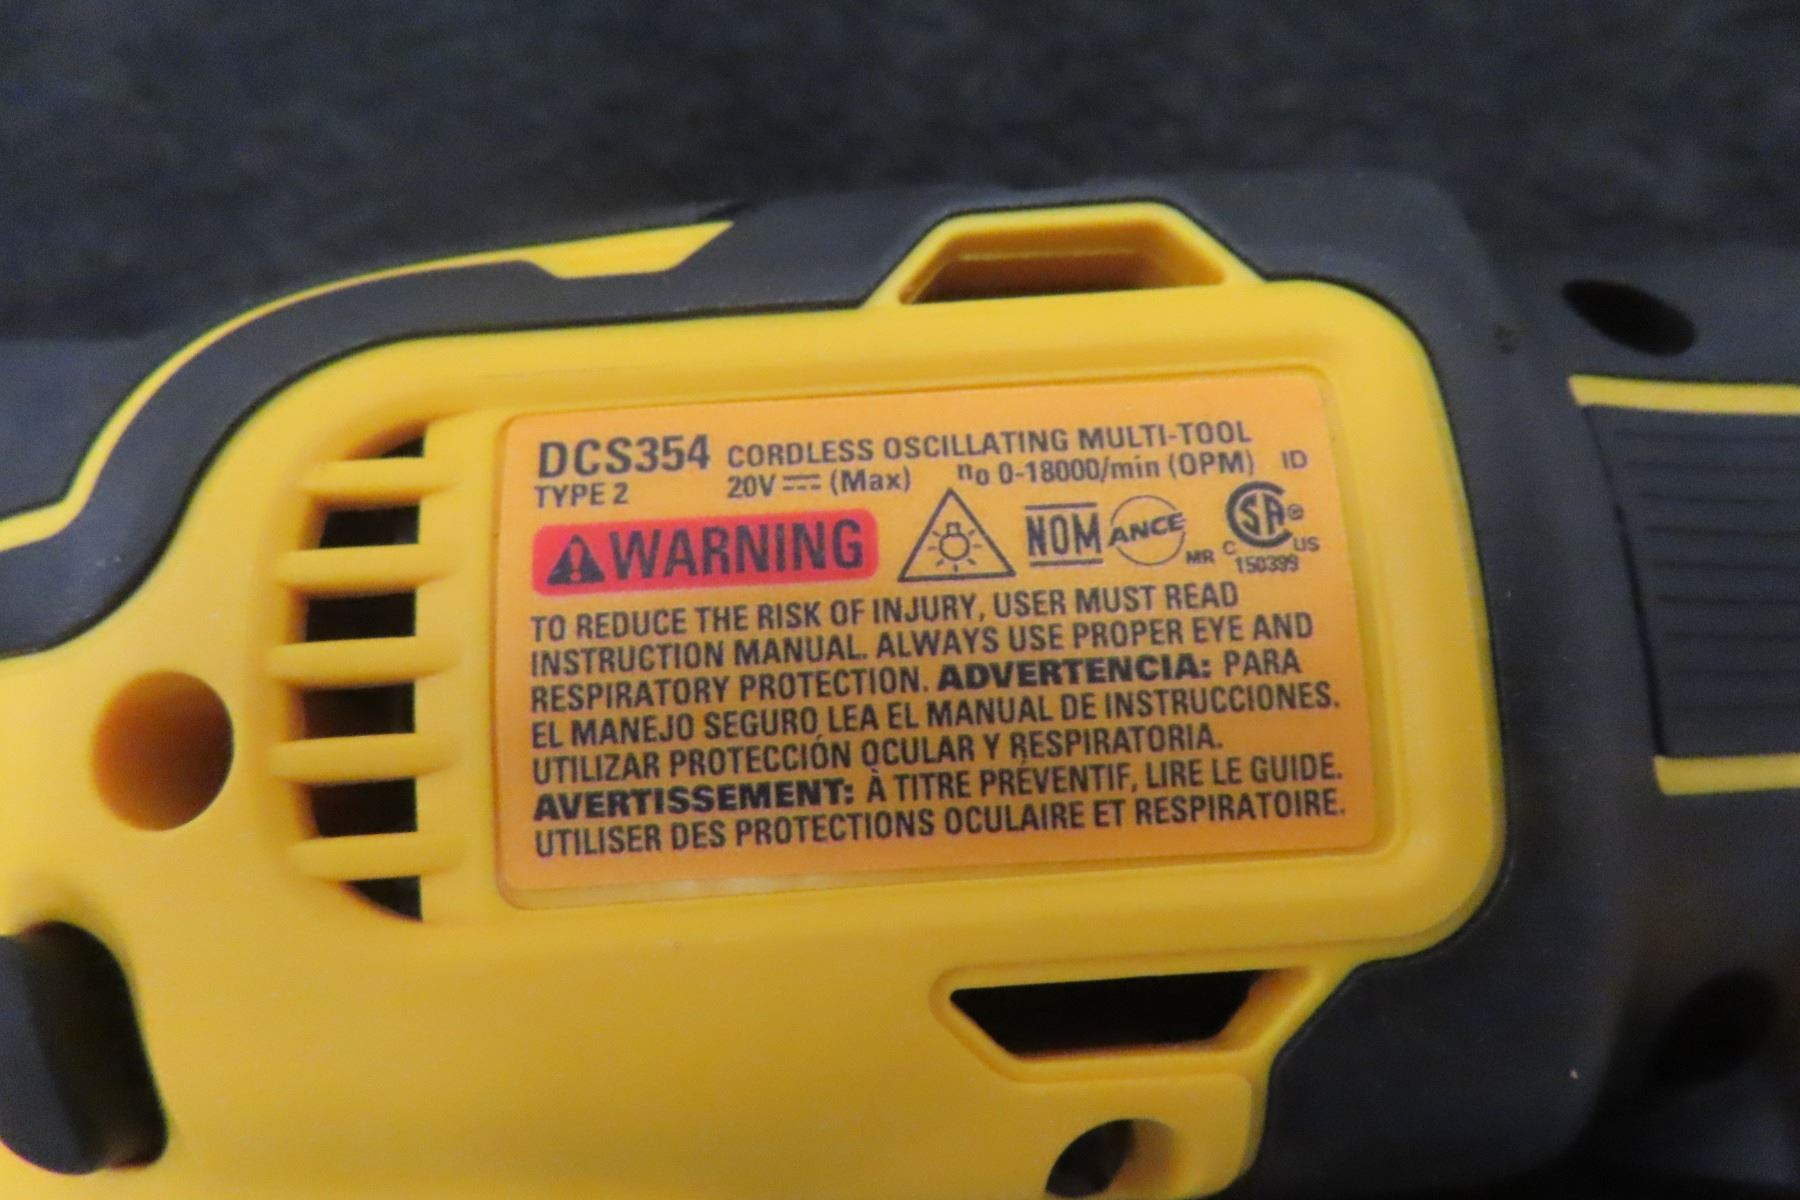 DCS354 CORDLESS OSCILLATING MULTI-TOOL
TYPE 2 20V ⎓ (Max) n₀ 0-18000/min (OPM) ID
WARNING NOM ANCE MR CSA® C US 150399
TO REDUCE THE RISK OF INJURY, USER MUST READ
INSTRUCTION MANUAL. ALWAYS USE PROPER EYE AND
RESPIRATORY PROTECTION. ADVERTENCIA: PARA
EL MANEJO SEGURO, LEA EL MANUAL DE INSTRUCCIONES.
UTILIZAR PROTECCIÓN OCULAR Y RESPIRATORIA.
AVERTISSEMENT: À TITRE PRÉVENTIF, LIRE LE GUIDE.
UTILISER DES PROTECTIONS OCULAIRE ET RESPIRATOIRE.